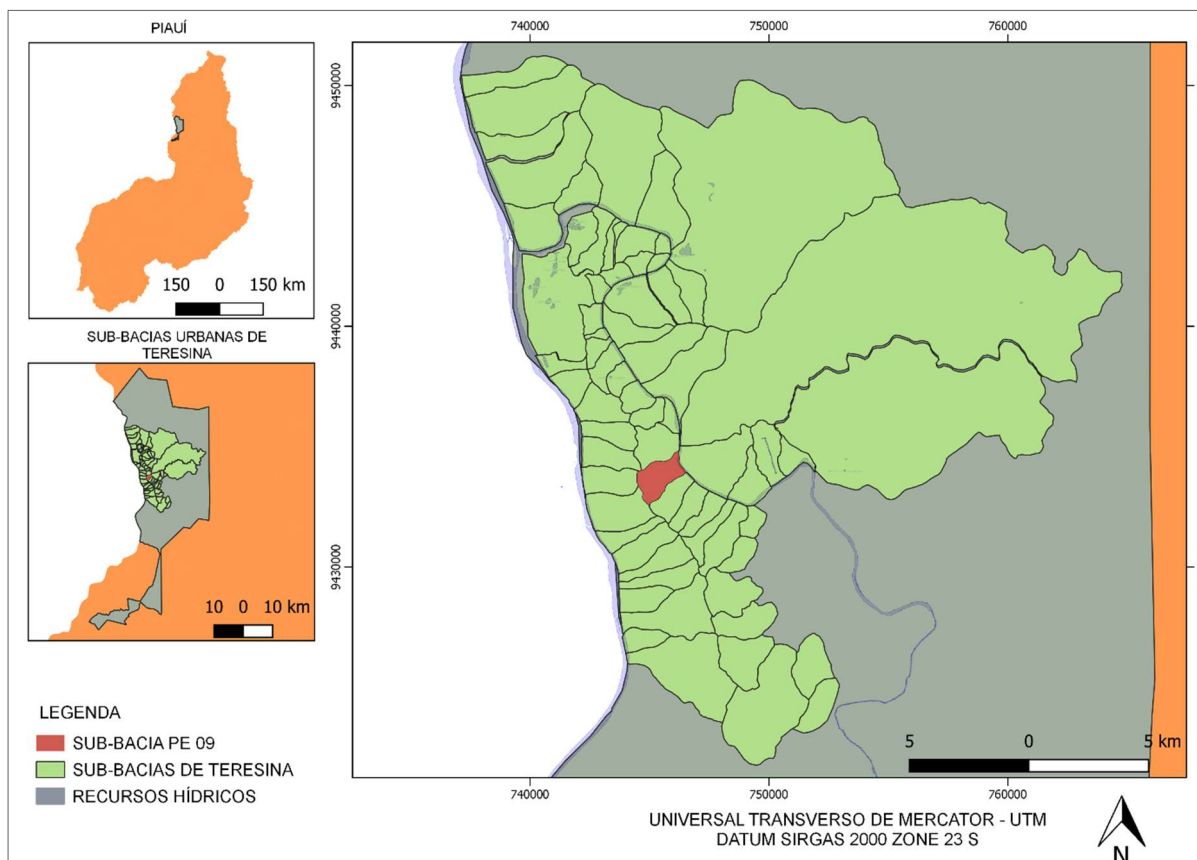 PIAUÍ
150 0 150 km
SUB-BACIAS URBANAS DE
TERESINA
10 0 10 km
LEGENDA
SUB-BACIA PE 09
SUB-BACIAS DE TERESINA
RECURSOS HÍDRICOS
740000 750000 760000
9450000
9440000
9430000
5 0 5 km
740000 750000 760000
UNIVERSAL TRANSVERSO DE MERCATOR - UTM
DATUM SIRGAS 2000 ZONE 23 S
N